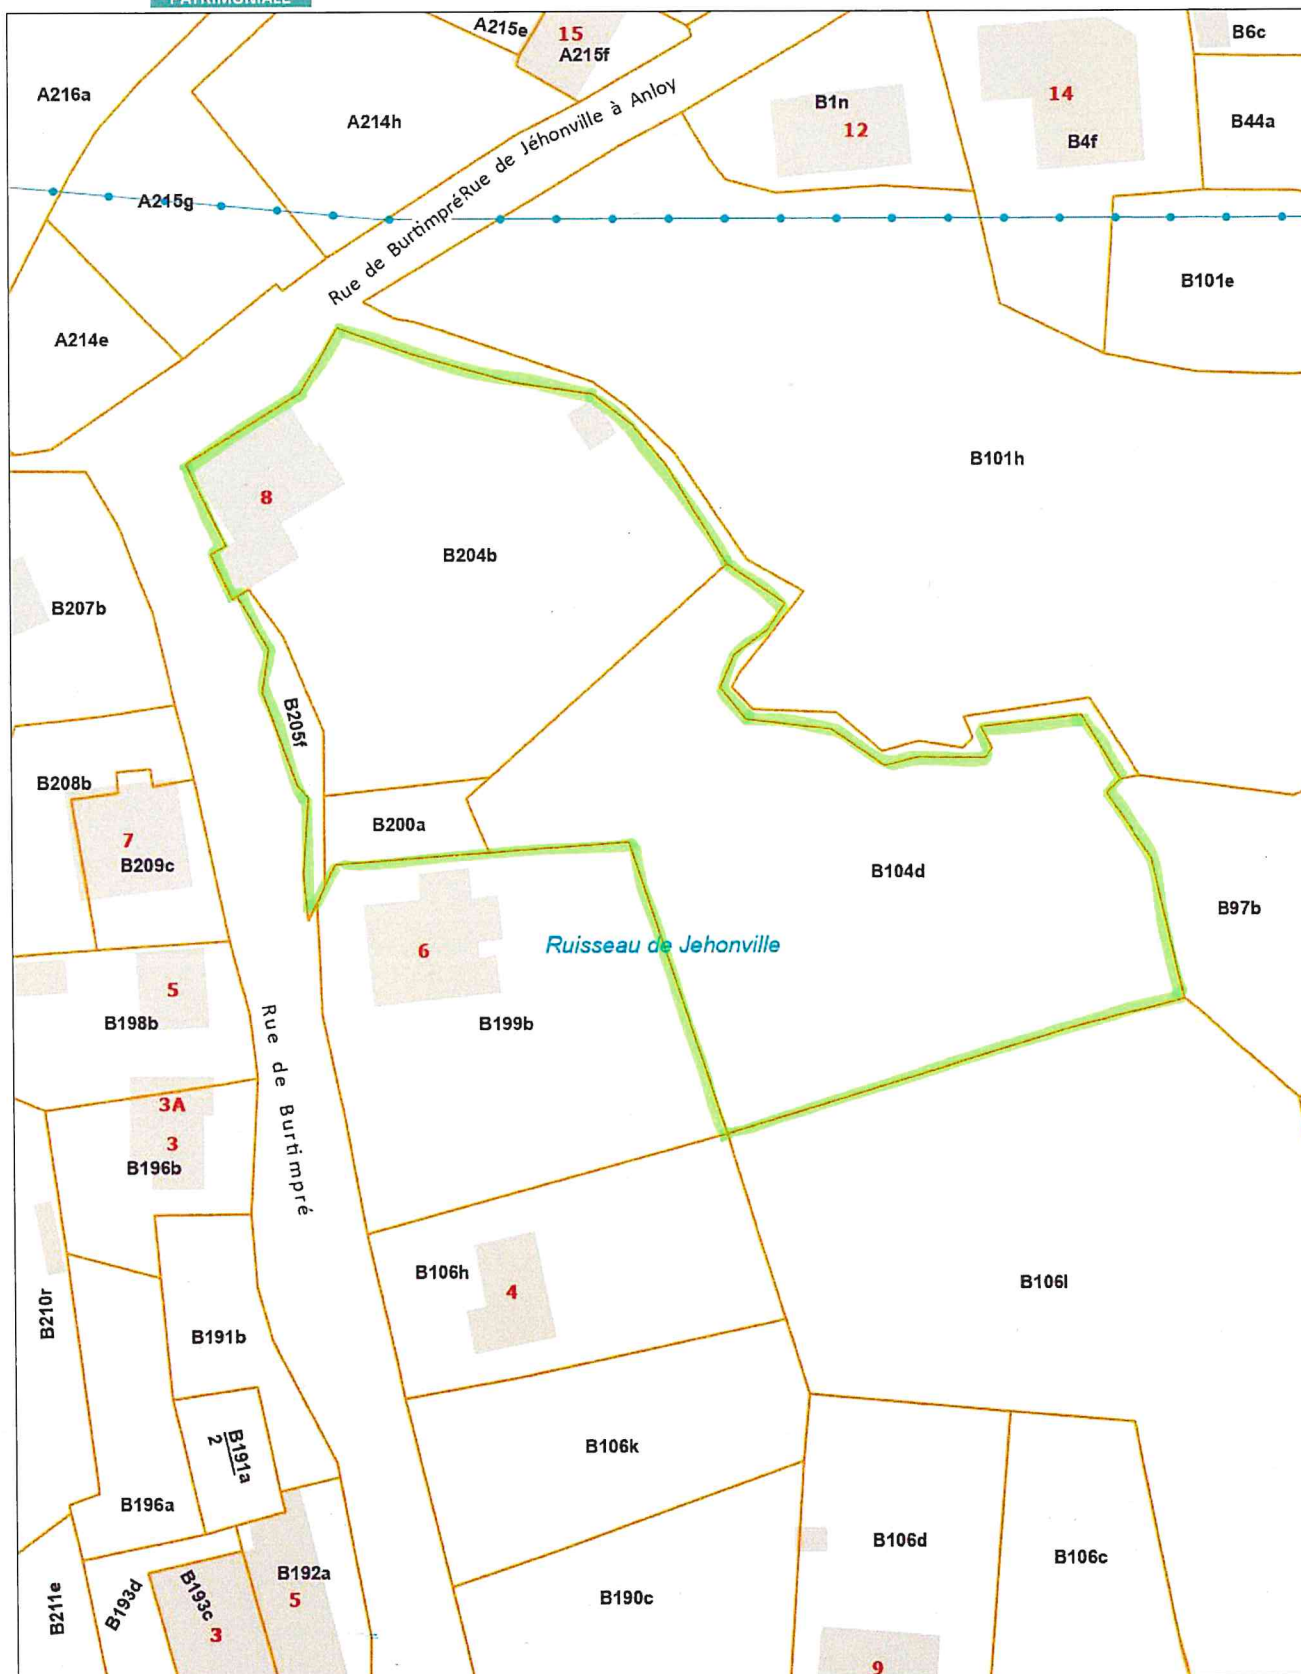 PATRIMONIALE
A215e
15
A215f
B6c
A216a
A214h
B1n
12
14
B4f
B44a
Rue de Jéhonville à Anloy
A215g
Rue de Burtimpré
B101e
A214e
B101h
8
B204b
B207b
B205f
B208b
7
B209c
B200a
B104d
B97b
6
Ruisseau de Jehonville
5
B198b
B199b
Rue de Burtimpré
3A
3
B196b
B210r
B106h
4
B106l
B191b
B191a
2
B106k
B196a
B106d
B106c
B192a
5
B190c
B211e
B193d
B193c
3
9